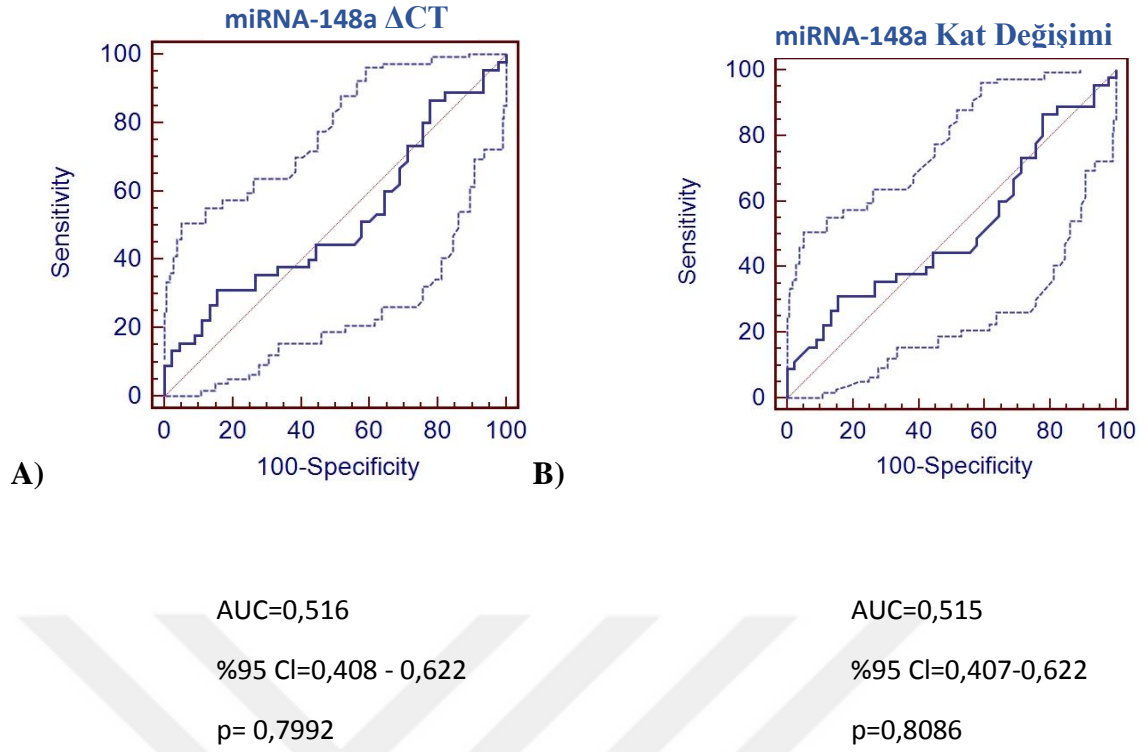 miRNA-148a ΔCT
100
80
60
40
20
0
Sensitivity
0 20 40 60 80 100
100-Specificity
A)
miRNA-148a Kat Değişimi
100
80
60
40
20
0
Sensitivity
0 20 40 60 80 100
100-Specificity
B)
AUC=0,516
%95 Cl=0,408 - 0,622
p= 0,7992
AUC=0,515
%95 Cl=0,407-0,622
p=0,8086